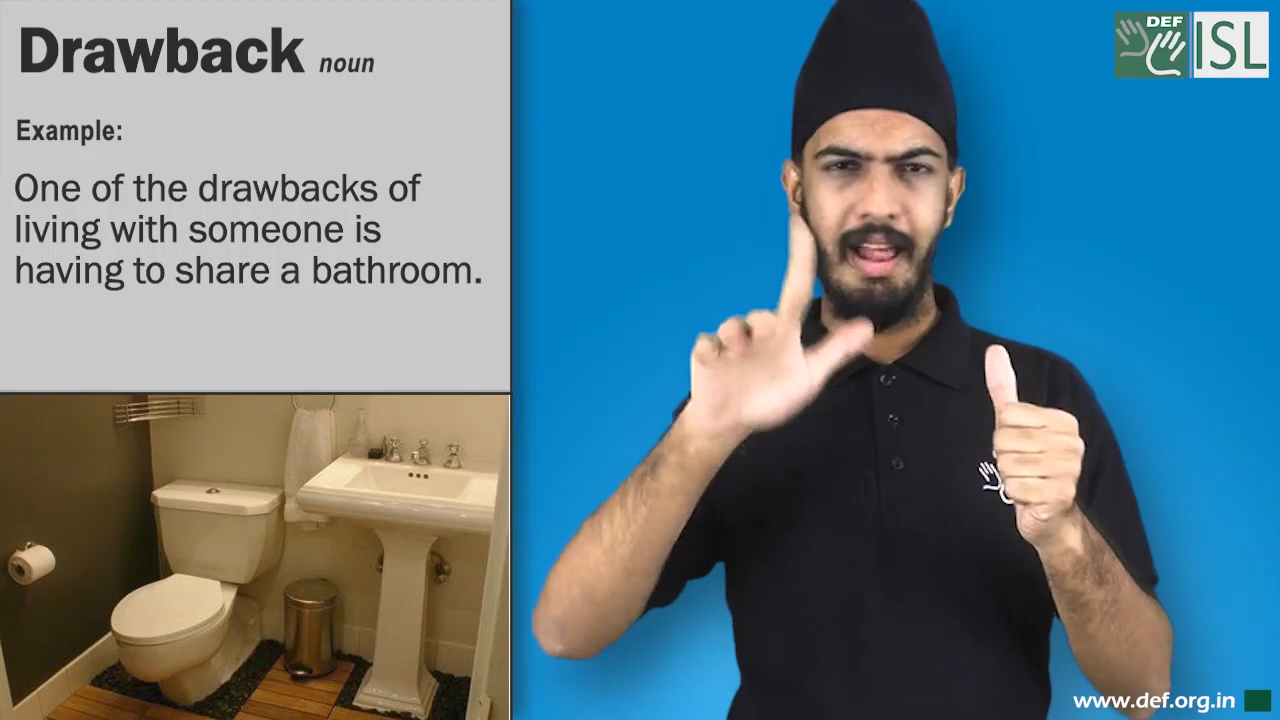 Drawback noun
Example:
One of the drawbacks of
living with someone is
having to share a bathroom.
DEF
ISL
www.def.org.in